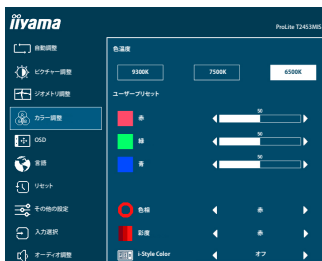 iiyama
ProLite T2453MIS
自動調整
ピクチャー調整
ジオメトリ調整
カラー調整
OSD
言語
リセット
その他の設定
入力選択
オーディオ調整
色温度
9300K 7500K 6500K
ユーザープリセット
赤 50
緑 50
青 50
色相 赤
彩度 赤
i-Style Color オフ